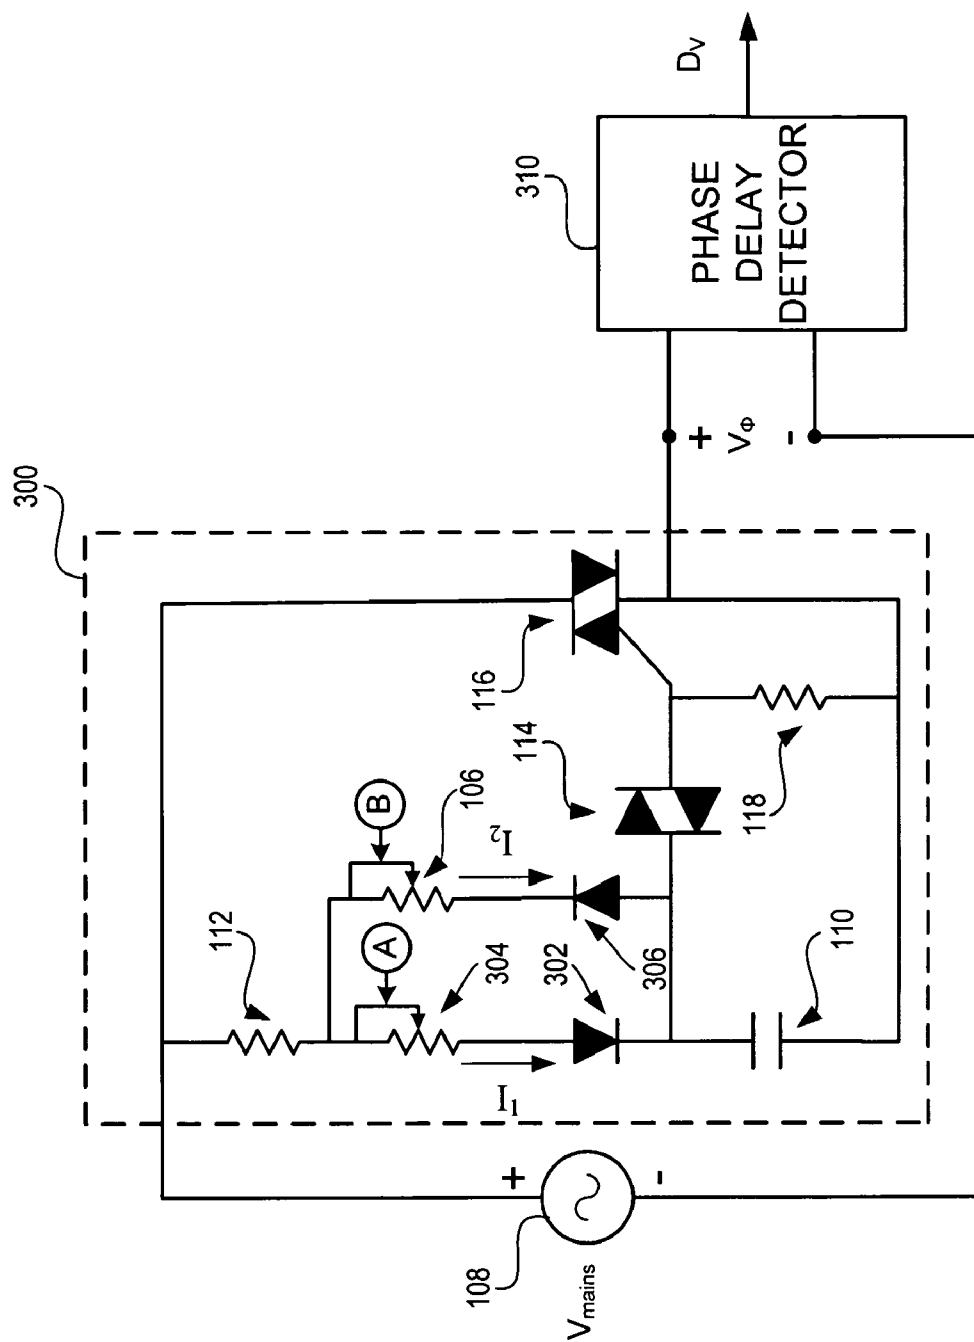 300
112
A
304
I₁
302
B
106
I₂
306
114
116
110
118
108
+
-
Vmains
+
VΦ
-
310
PHASE
DELAY
DETECTOR
DV